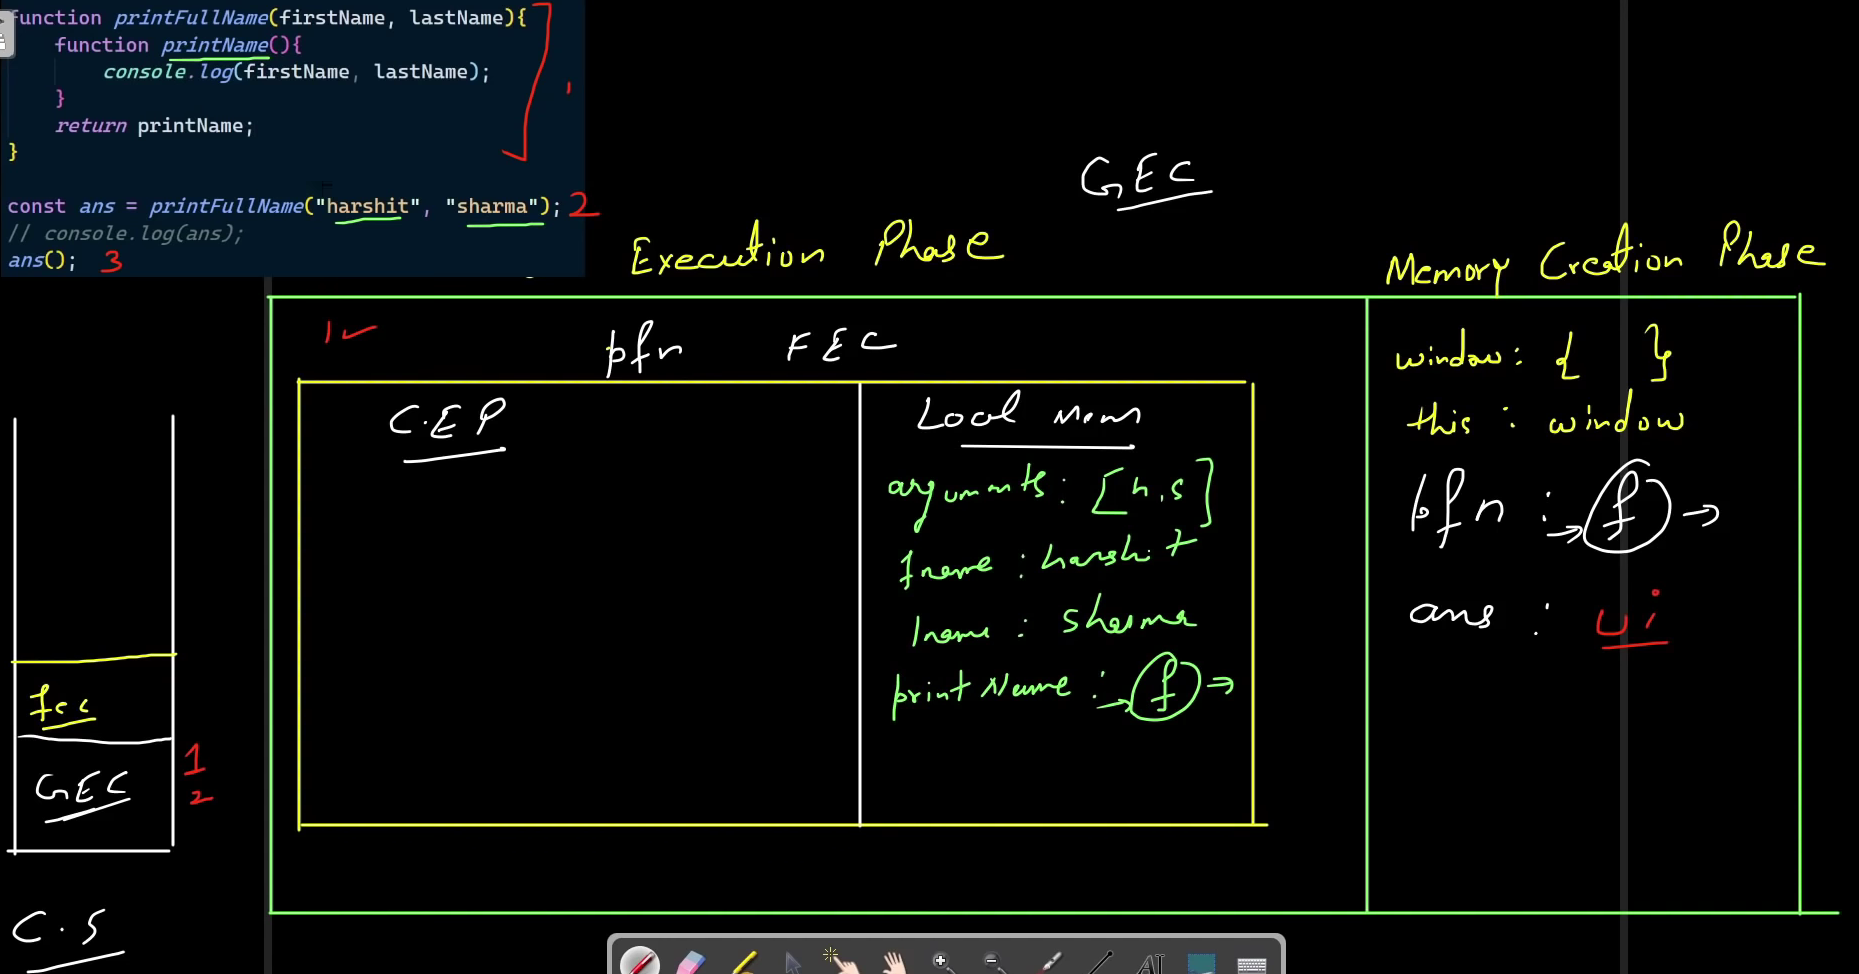 function printFullName(firstName, lastName){
function printName(){
console.log(firstName, lastName);
}
return printName;
}
const ans = printFullName("harshit", "sharma"); 2
// console.log(ans);
ans(); 3
GEC
Execution Phase
Memory Creation Phase
1 ✓
pfn FEC
C.E.P
Local Mem
arguments: [h,s]
fname : harshit
lname : sharma
printName : → f →
window: { }
this : window
pfn : → f →
ans : ui
fec
GEC
1
2
C.S
AI